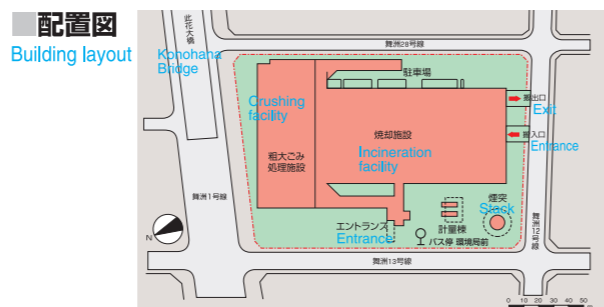 配置図
Building layout
此花大橋
Konohana
Bridge
舞洲28号線
駐車場
Crushing
facility
搬出口
Exit
焼却施設
搬入口
Entrance
粗大ごみ
処理施設
Incineration
facility
舞洲1号線
煙突
Stack
エントランス
Entrance
計量棟
バス停 環境局前
舞洲12号線
N
舞洲13号線
0 10 20 30 40 50